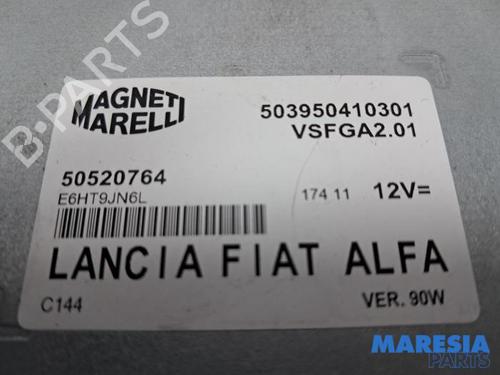 B-PARTS
MAGNETI
MARELLI
503950410301
VSFGA2.01
50520764
E6HT9JN6L
174 11 12V=
LANCIA FIAT ALFA
C144
VER. 90W
MARESIA
PARTS